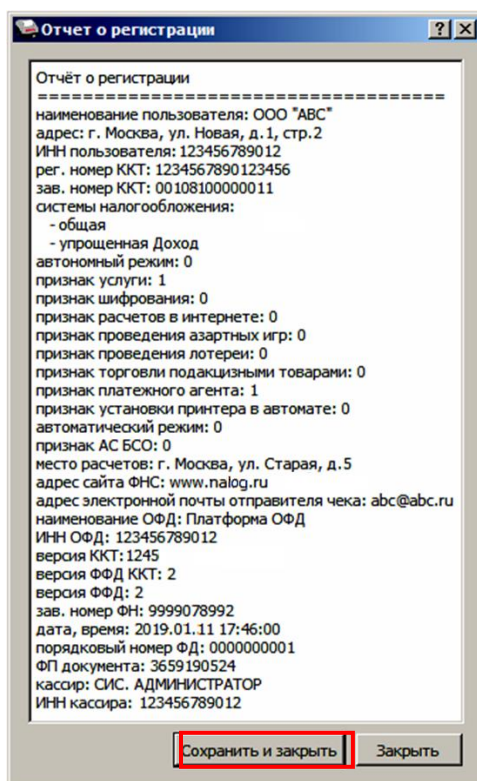 Отчет о регистрации
Отчёт о регистрации
=====================================
наименование пользователя: ООО "АВС"
адрес: г. Москва, ул. Новая, д.1, стр.2
ИНН пользователя: 123456789012
рег. номер ККТ: 1234567890123456
зав. номер ККТ: 00108100000011
системы налогообложения:
- общая
- упрощенная Доход
автономный режим: 0
признак услуги: 1
признак шифрования: 0
признак расчетов в интернете: 0
признак проведения азартных игр: 0
признак проведения лотереи: 0
признак торговли подакцизными товарами: 0
признак платежного агента: 1
признак установки принтера в автомате: 0
автоматический режим: 0
признак АС БСО: 0
место расчетов: г. Москва, ул. Старая, д.5
адрес сайта ФНС: www.nalog.ru
адрес электронной почты отправителя чека: abc@abc.ru
наименование ОФД: Платформа ОФД
ИНН ОФД: 123456789012
версия ККТ: 1245
версия ФФД ККТ: 2
версия ФФД: 2
зав. номер ФН: 9999078992
дата, время: 2019.01.11 17:46:00
порядковый номер ФД: 0000000001
ФП документа: 3659190524
кассир: СИС. АДМИНИСТРАТОР
ИНН кассира: 123456789012
Сохранить и закрыть Закрыть